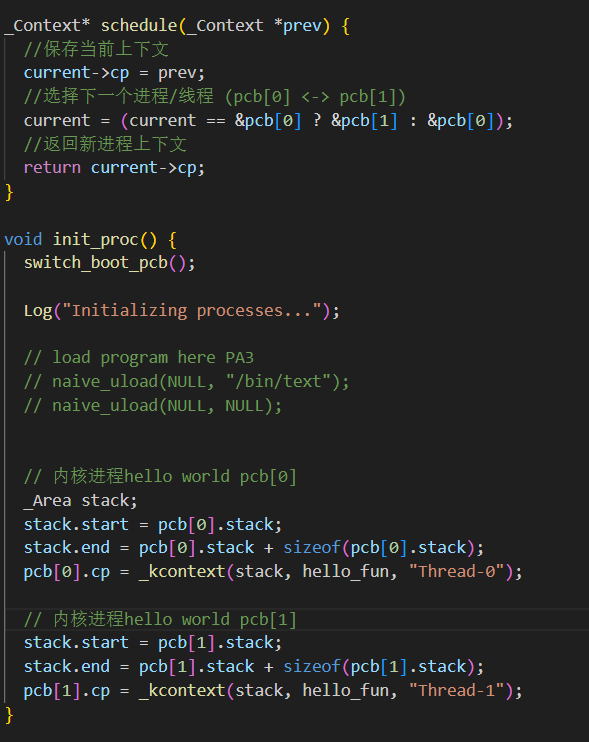 _Context* schedule(_Context *prev) {
  //保存当前上下文
  current->cp = prev;
  //选择下一个进程/线程 (pcb[0] <-> pcb[1])
  current = (current == &pcb[0] ? &pcb[1] : &pcb[0]);
  //返回新进程上下文
  return current->cp;
}

void init_proc() {
  switch_boot_pcb();

  Log("Initializing processes...");

  // load program here PA3
  // naive_uload(NULL, "/bin/text");
  // naive_uload(NULL, NULL);


  // 内核进程hello world pcb[0]
  _Area stack;
  stack.start = pcb[0].stack;
  stack.end = pcb[0].stack + sizeof(pcb[0].stack);
  pcb[0].cp = _kcontext(stack, hello_fun, "Thread-0");

  // 内核进程hello world pcb[1]
  stack.start = pcb[1].stack;
  stack.end = pcb[1].stack + sizeof(pcb[1].stack);
  pcb[1].cp = _kcontext(stack, hello_fun, "Thread-1");
}